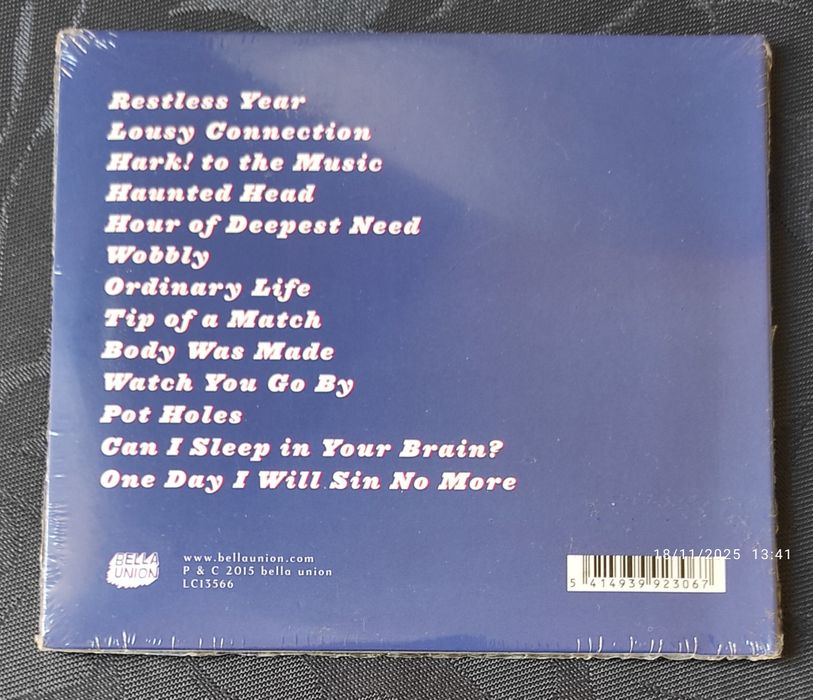 Restless Year
Lousy Connection
Hark! to the Music
Haunted Head
Hour of Deepest Need
Wobbly
Ordinary Life
Tip of a Match
Body Was Made
Watch You Go By
Pot Holes
Can I Sleep in Your Brain?
One Day I Will Sin No More
BELLA
UNION
www.bellaunion.com
P & C 2015 bella union
LC13566
18/11/2025 13:41
5 414939 923067